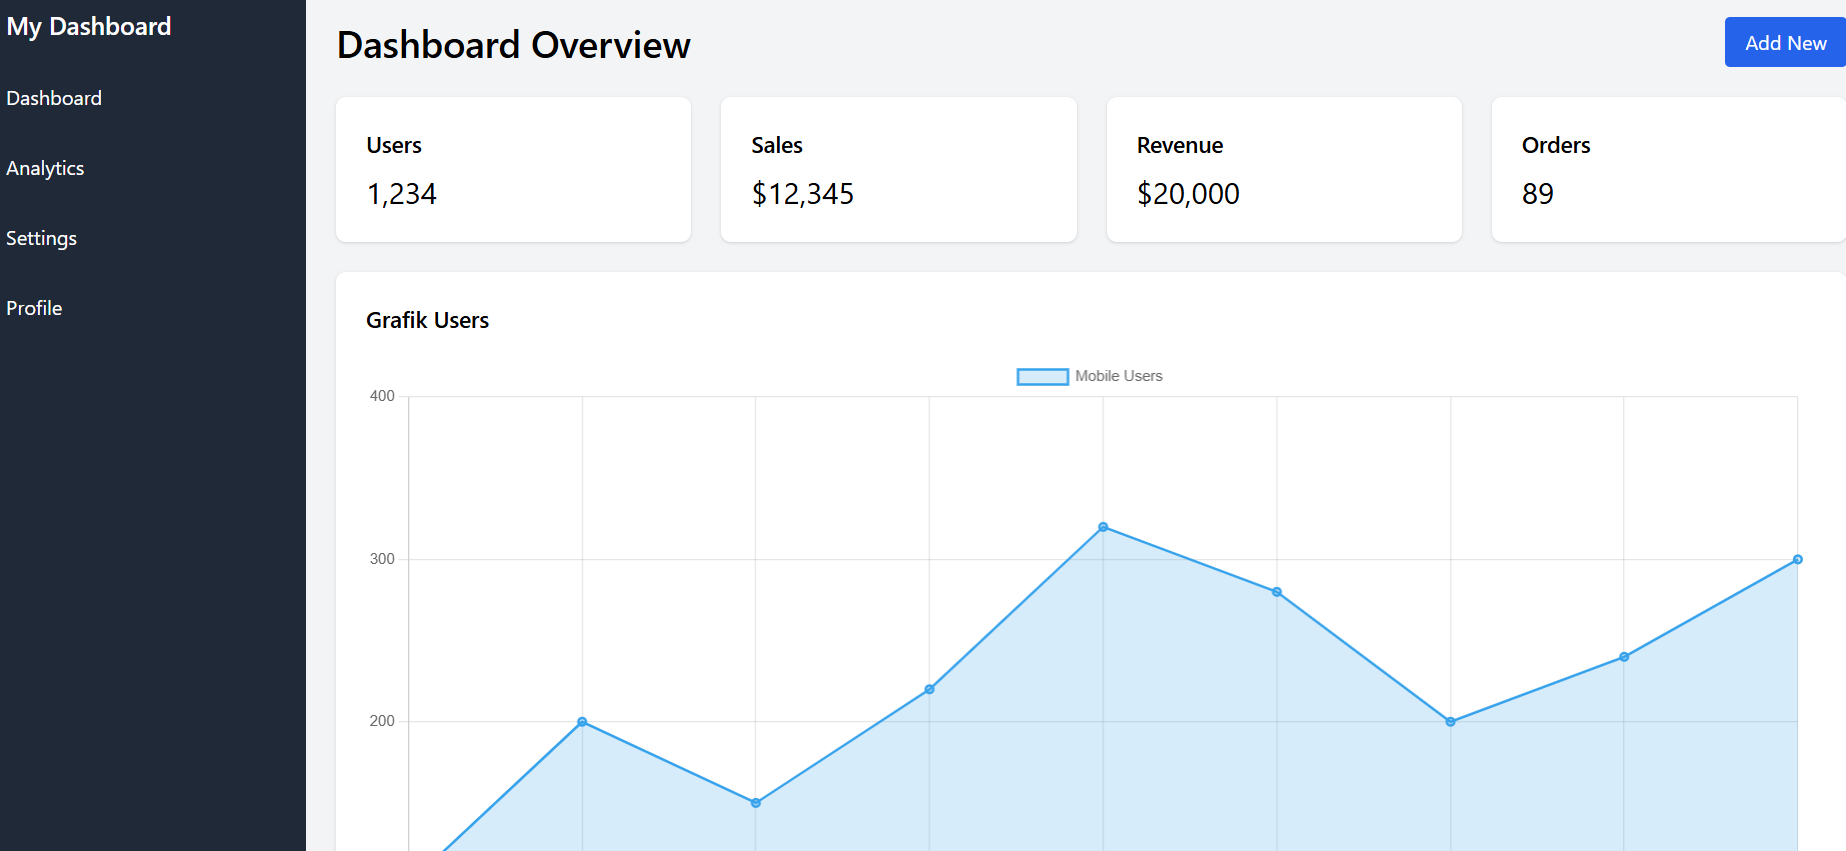 My Dashboard
Dashboard
Analytics
Settings
Profile
Dashboard Overview
Add New
Users
1,234
Sales
$12,345
Revenue
$20,000
Orders
89
Grafik Users
Mobile Users
400
300
200